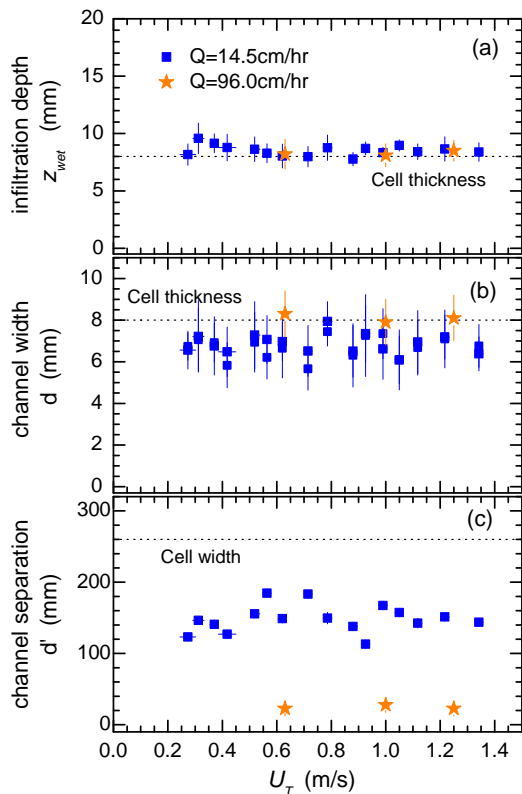 20
(a)
Q=14.5cm/hr
Q=96.0cm/hr
15
10
5
0
Cell thickness
infiltration depth
z_wet (mm)
10
(b)
Cell thickness
8
6
4
2
0
channel width
d (mm)
300
(c)
Cell width
200
100
0
channel separation
d' (mm)
0.0 0.2 0.4 0.6 0.8 1.0 1.2 1.4
U_T (m/s)